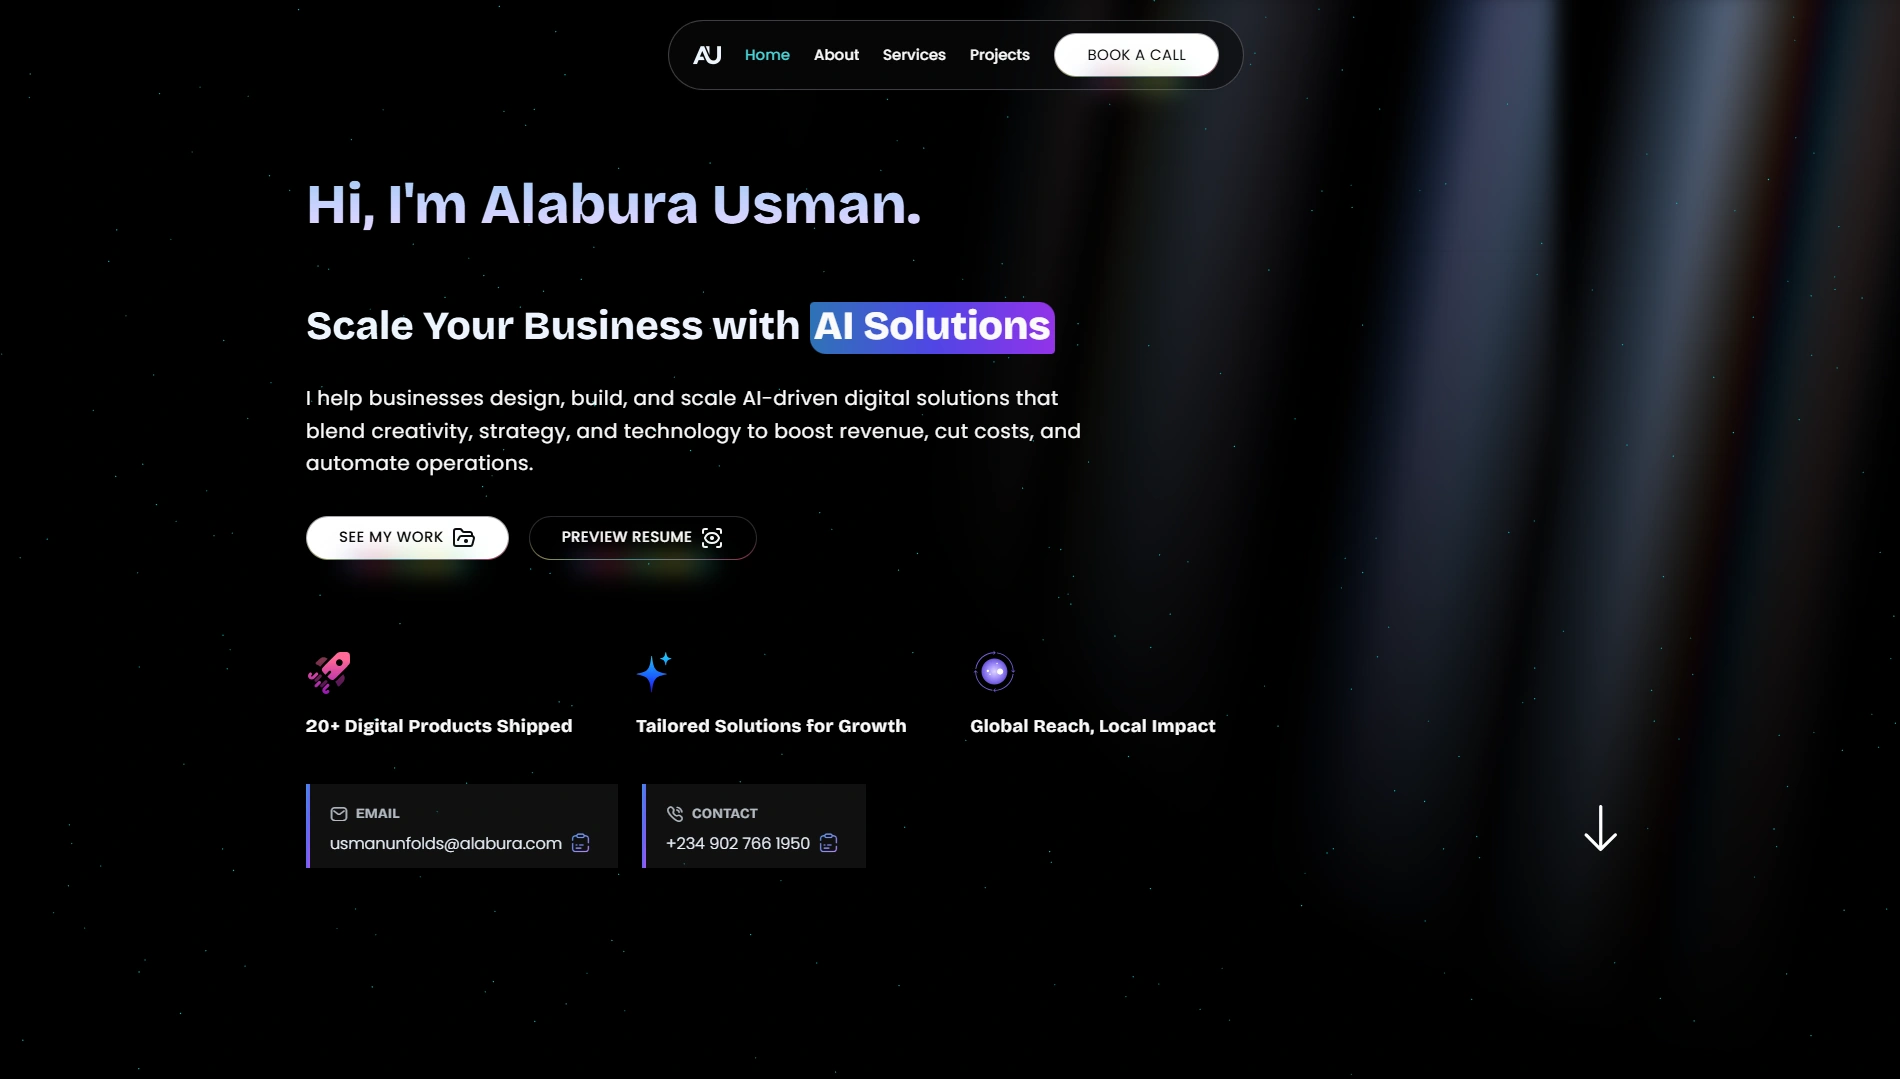 AU Home About Services Projects BOOK A CALL
Hi, I'm Alabura Usman.
Scale Your Business with AI Solutions
I help businesses design, build, and scale AI-driven digital solutions that
blend creativity, strategy, and technology to boost revenue, cut costs, and
automate operations.
SEE MY WORK PREVIEW RESUME
20+ Digital Products Shipped Tailored Solutions for Growth Global Reach, Local Impact
EMAIL
usmanunfolds@alabura.com
CONTACT
+234 902 766 1950